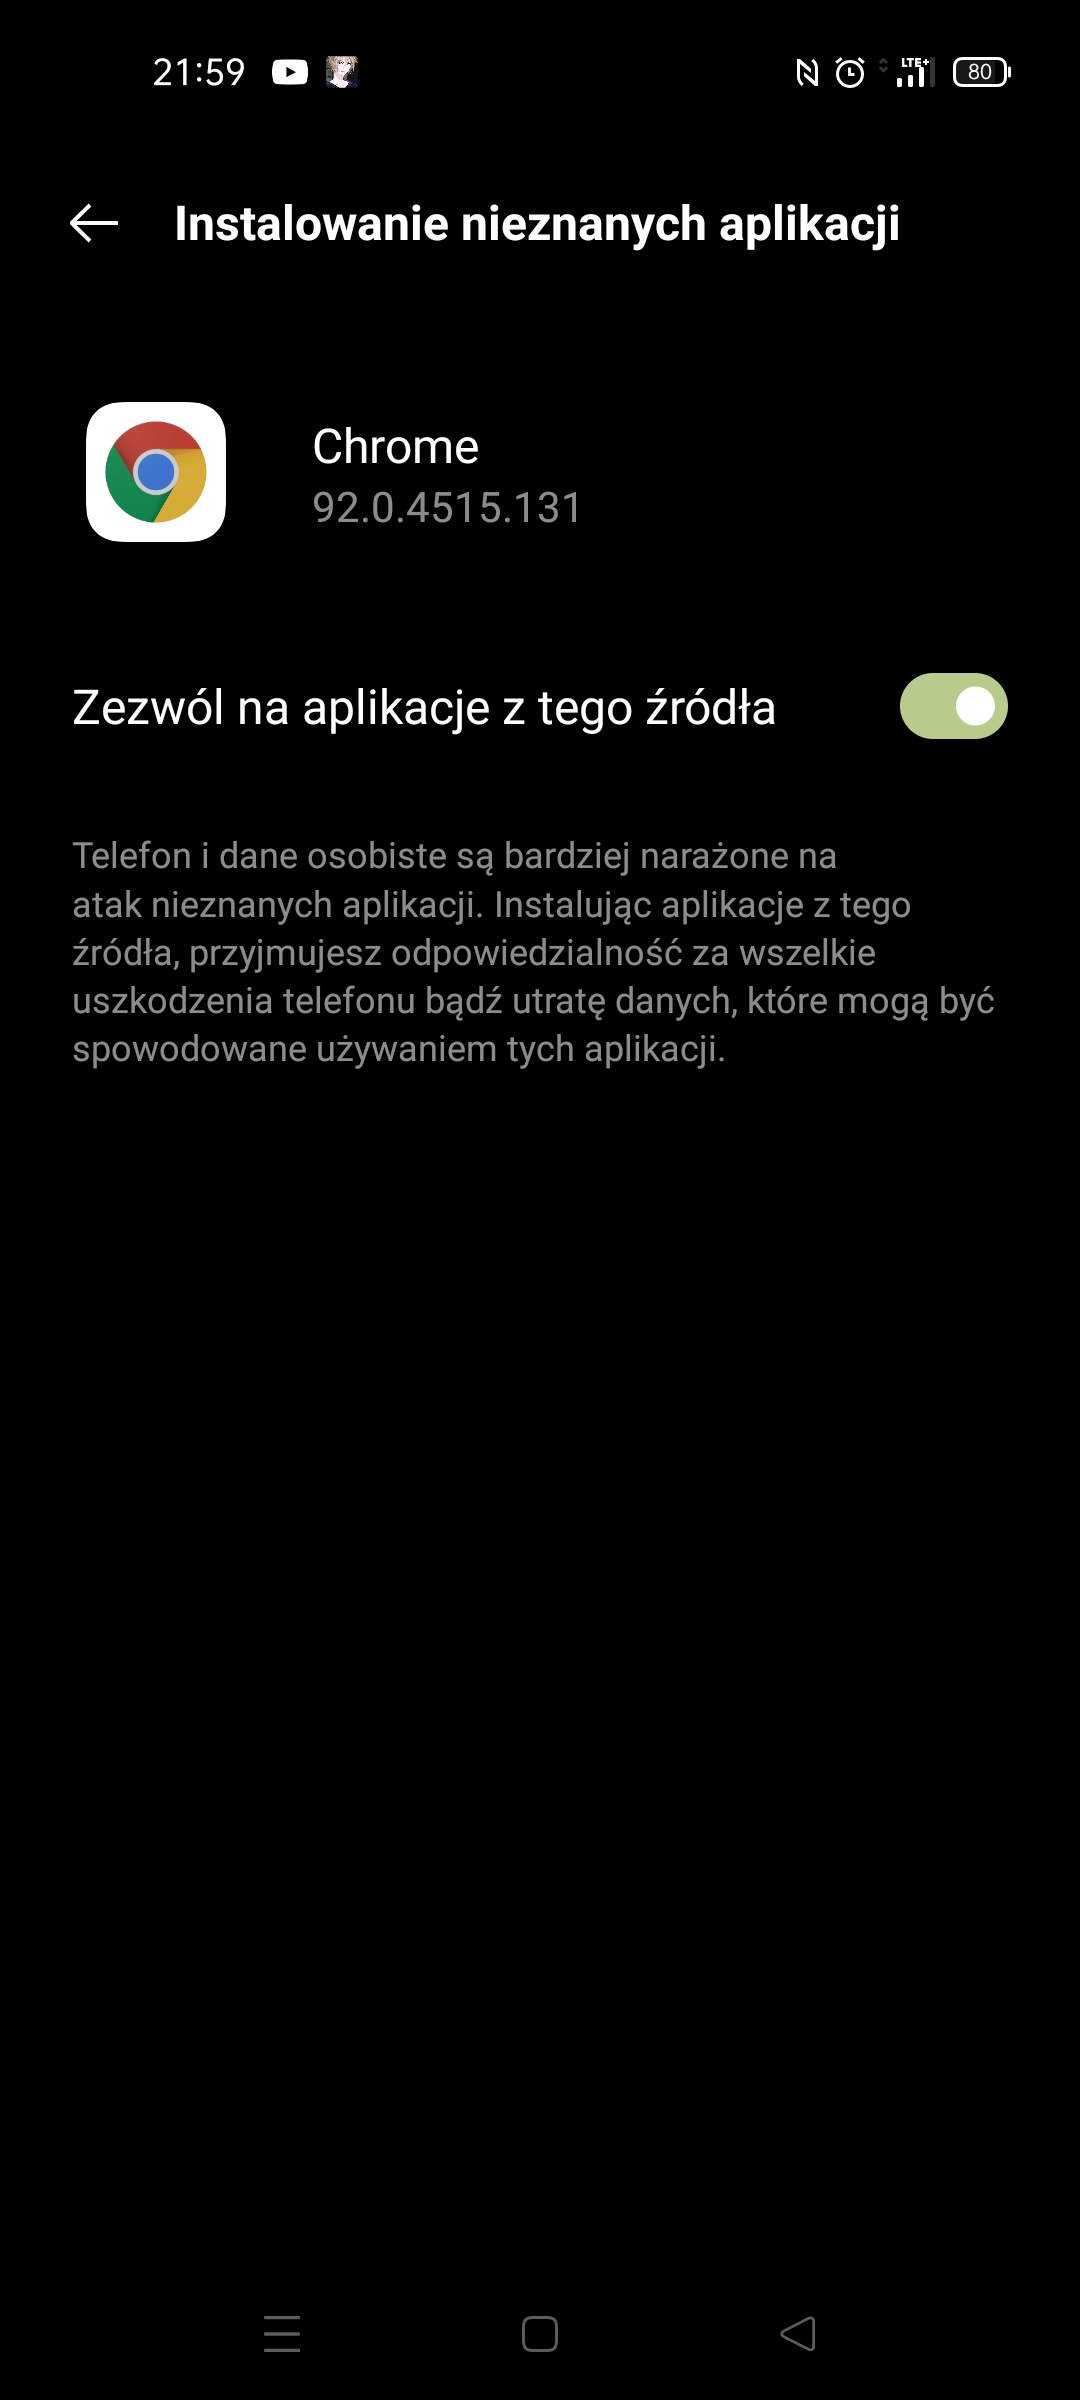 21:59
LTE+
80
Instalowanie nieznanych aplikacji
Chrome
92.0.4515.131
Zezwól na aplikacje z tego źródła
Telefon i dane osobiste są bardziej narażone na
atak nieznanych aplikacji. Instalując aplikacje z tego
źródła, przyjmujesz odpowiedzialność za wszelkie
uszkodzenia telefonu bądź utratę danych, które mogą być
spowodowane używaniem tych aplikacji.